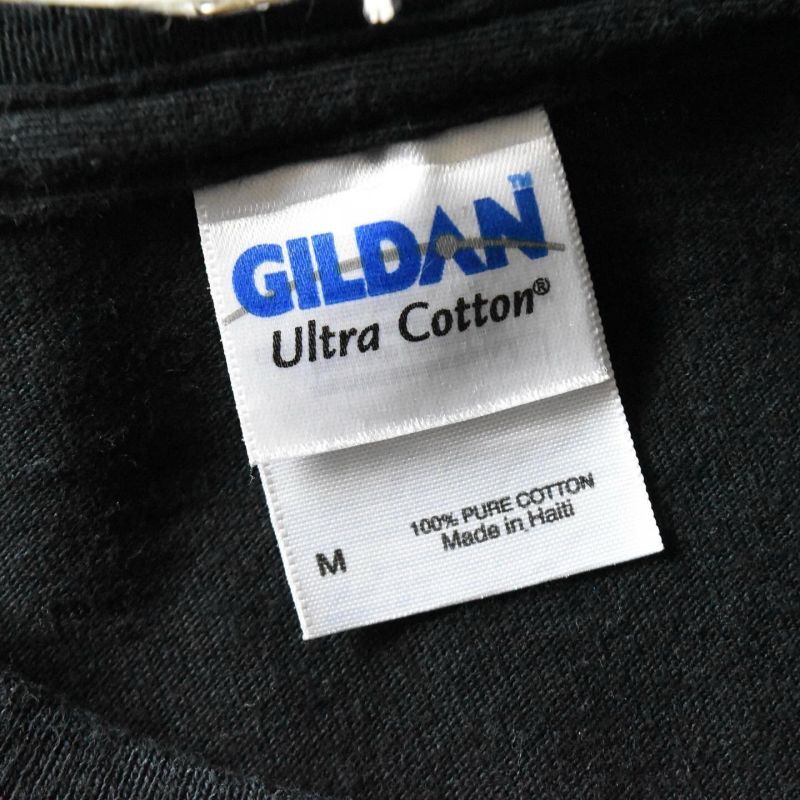 GILDAN™
Ultra Cotton®
M
100% PURE COTTON
Made in Haiti